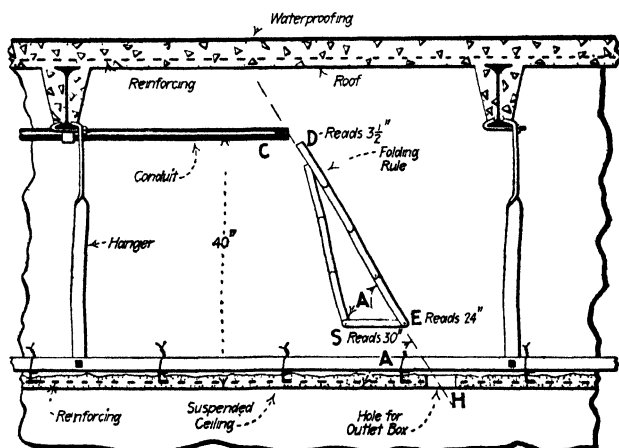 Waterproofing
Reinforcing
Roof
C
D
Reads 3½"
Conduit
Folding
Rule
Hanger
40"
A
S
E
Reads 24"
Reads 30"
A
H
Reinforcing
Suspended
Ceiling
Hole for
Outlet Box